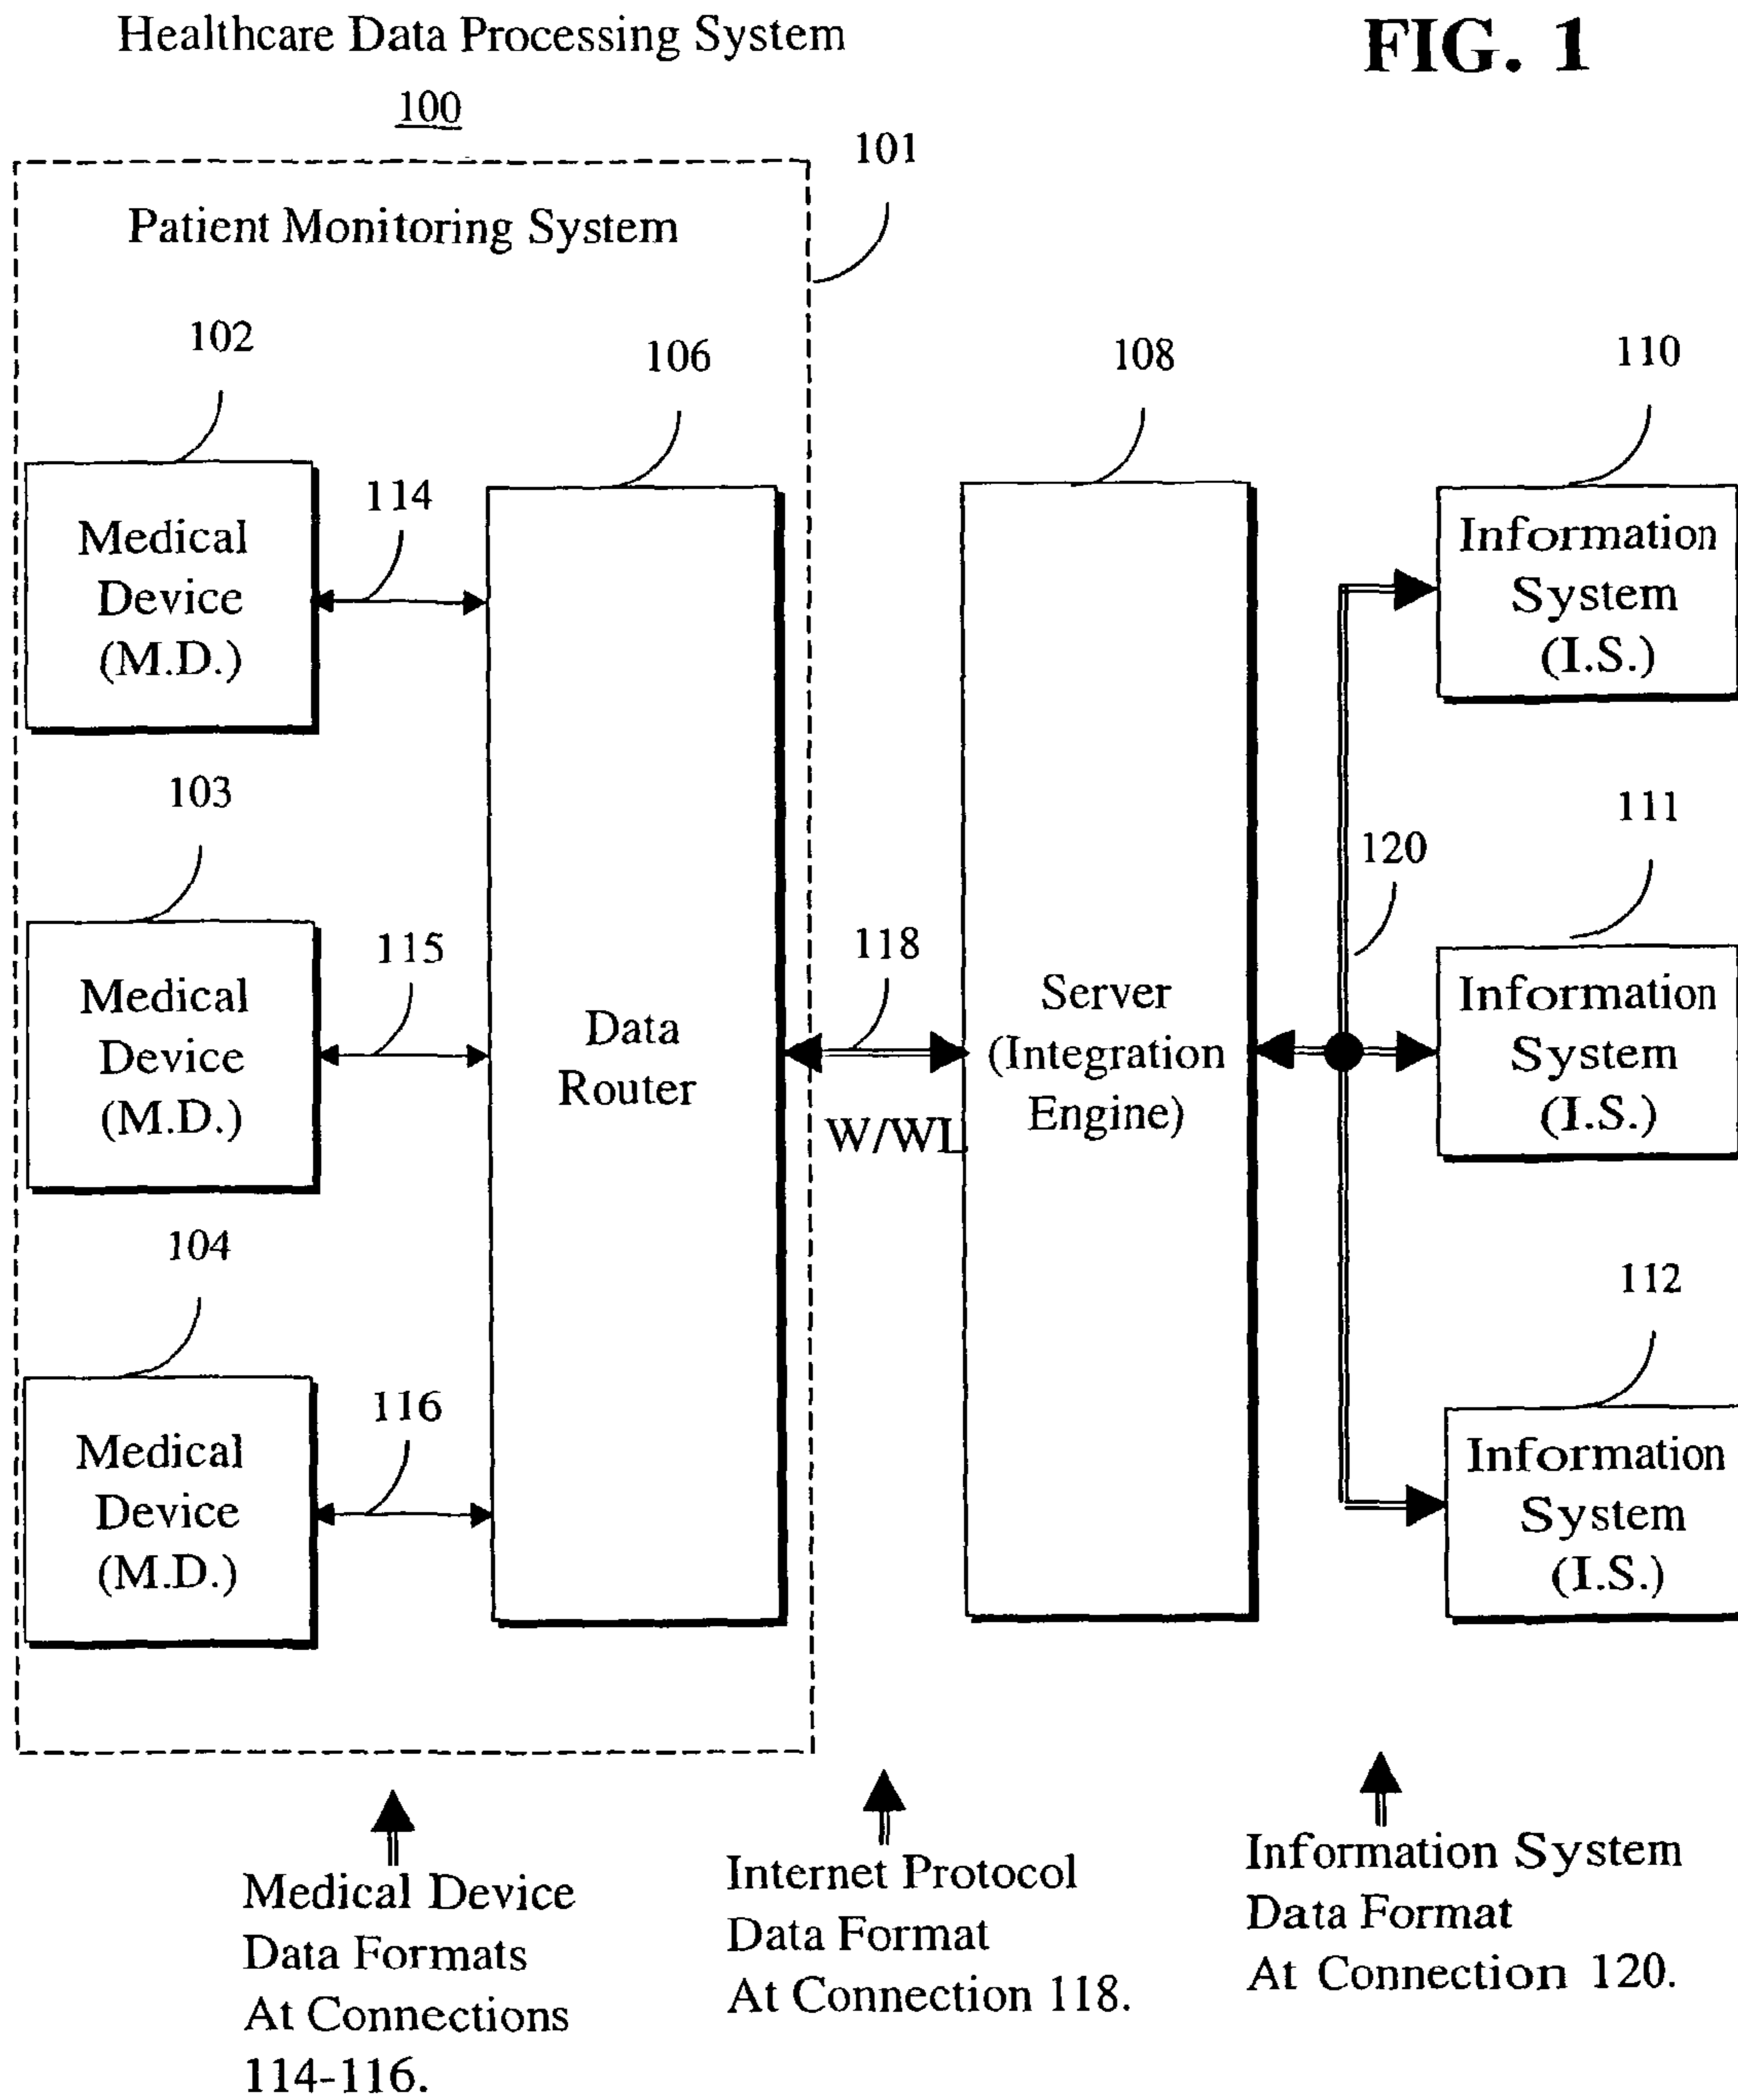 Healthcare Data Processing System
FIG. 1
100
101
Patient Monitoring System
102
106
108
110
Medical
Device
(M.D.)
114
Information
System
(I.S.)
103
111
120
Medical
Device
(M.D.)
115
Data
Router
118
W/WL
Server
(Integration
Engine)
Information
System
(I.S.)
104
112
Medical
Device
(M.D.)
116
Information
System
(I.S.)
Medical Device
Data Formats
At Connections
114-116.
Internet Protocol
Data Format
At Connection 118.
Information System
Data Format
At Connection 120.